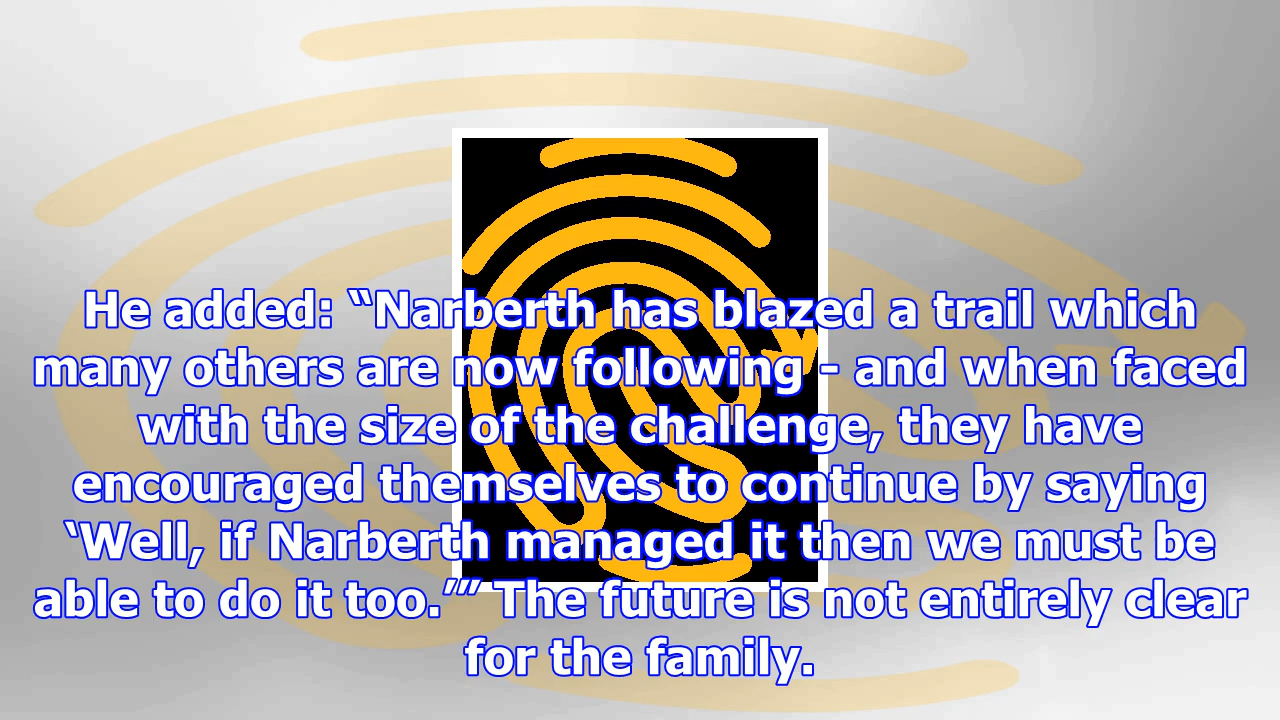 He added: “Narberth has blazed a trail which
many others are now following - and when faced
with the size of the challenge, they have
encouraged themselves to continue by saying
‘Well, if Narberth managed it then we must be
able to do it too.’” The future is not entirely clear
for the family.